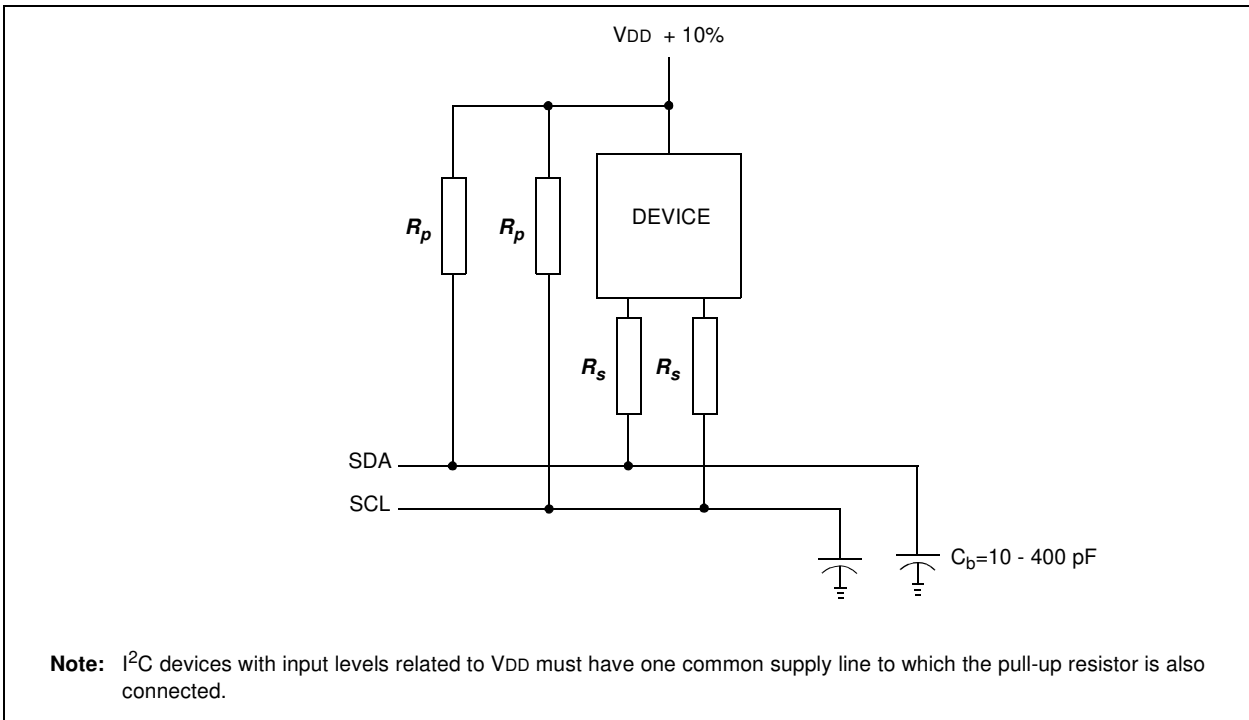 VDD + 10%
Rp Rp
DEVICE
Rs Rs
SDA
SCL
Cb=10 - 400 pF
Note: I2C devices with input levels related to VDD must have one common supply line to which the pull-up resistor is also
connected.